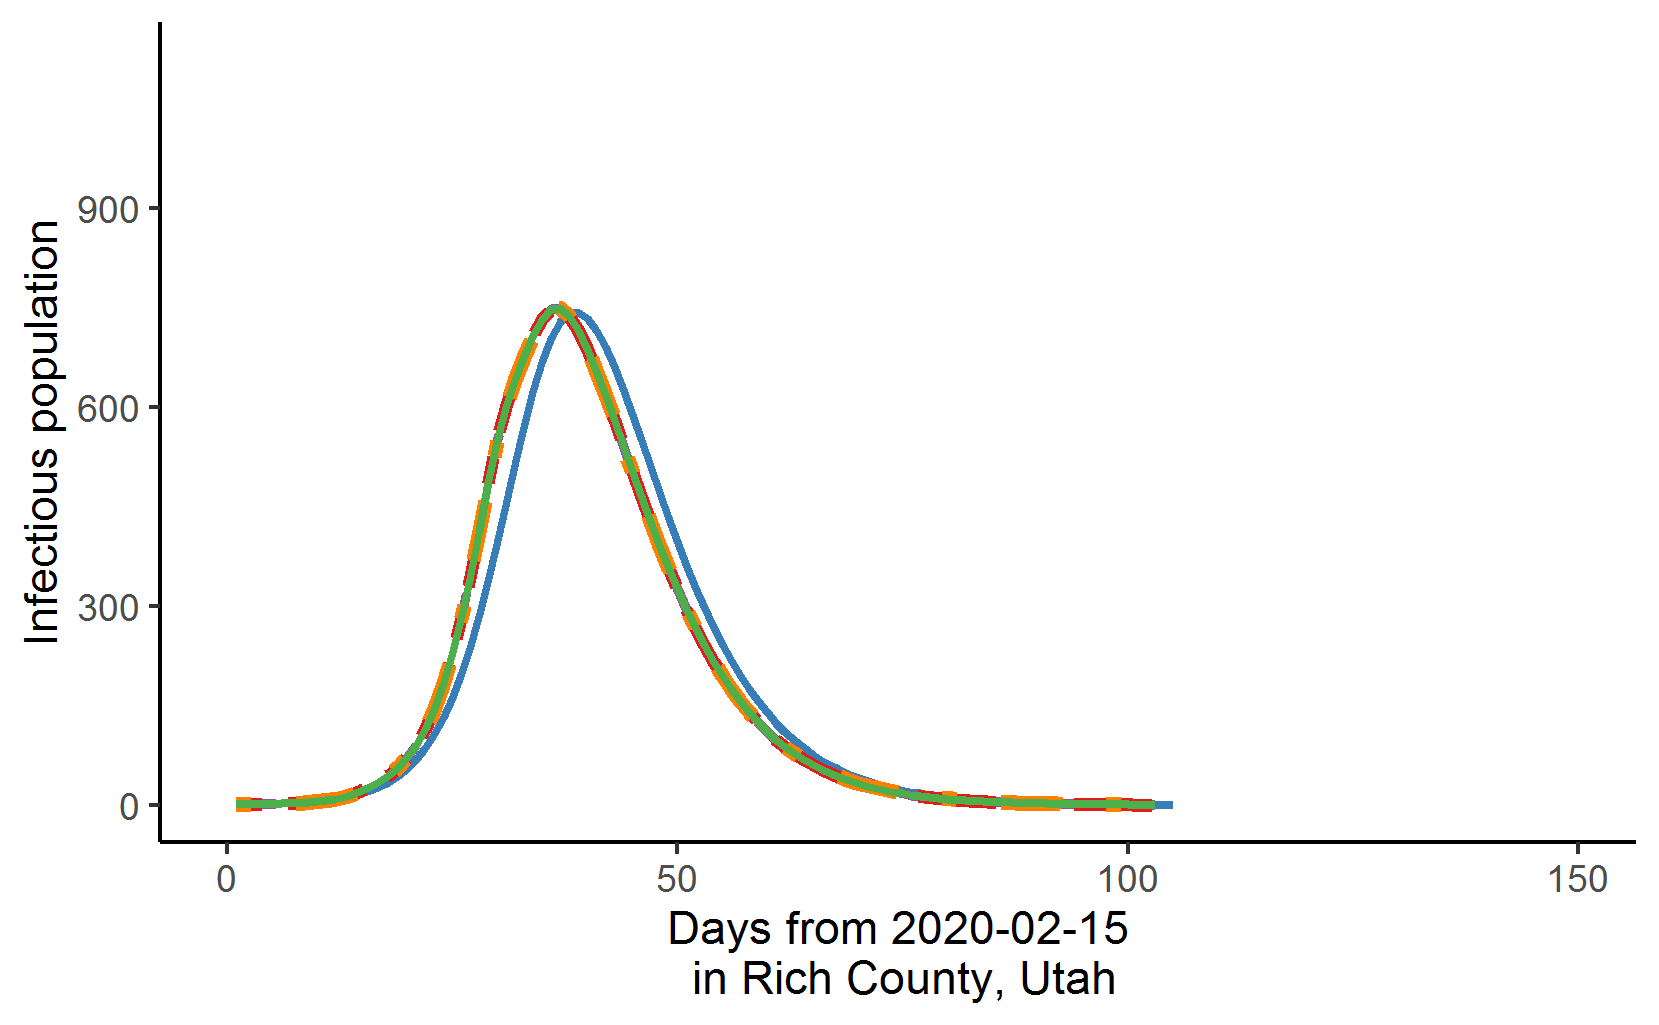 Infectious population
900
600
300
0
0 50 100 150
Days from 2020-02-15
in Rich County, Utah